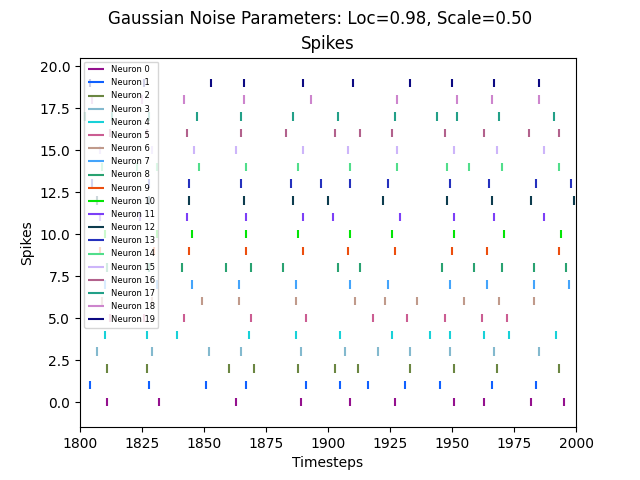 Gaussian Noise Parameters: Loc=0.98, Scale=0.50
Spikes
Spikes
20.0
17.5
15.0
12.5
10.0
7.5
5.0
2.5
0.0
Neuron 0
Neuron 1
Neuron 2
Neuron 3
Neuron 4
Neuron 5
Neuron 6
Neuron 7
Neuron 8
Neuron 9
Neuron 10
Neuron 11
Neuron 12
Neuron 13
Neuron 14
Neuron 15
Neuron 16
Neuron 17
Neuron 18
Neuron 19
1800 1825 1850 1875 1900 1925 1950 1975 2000
Timesteps